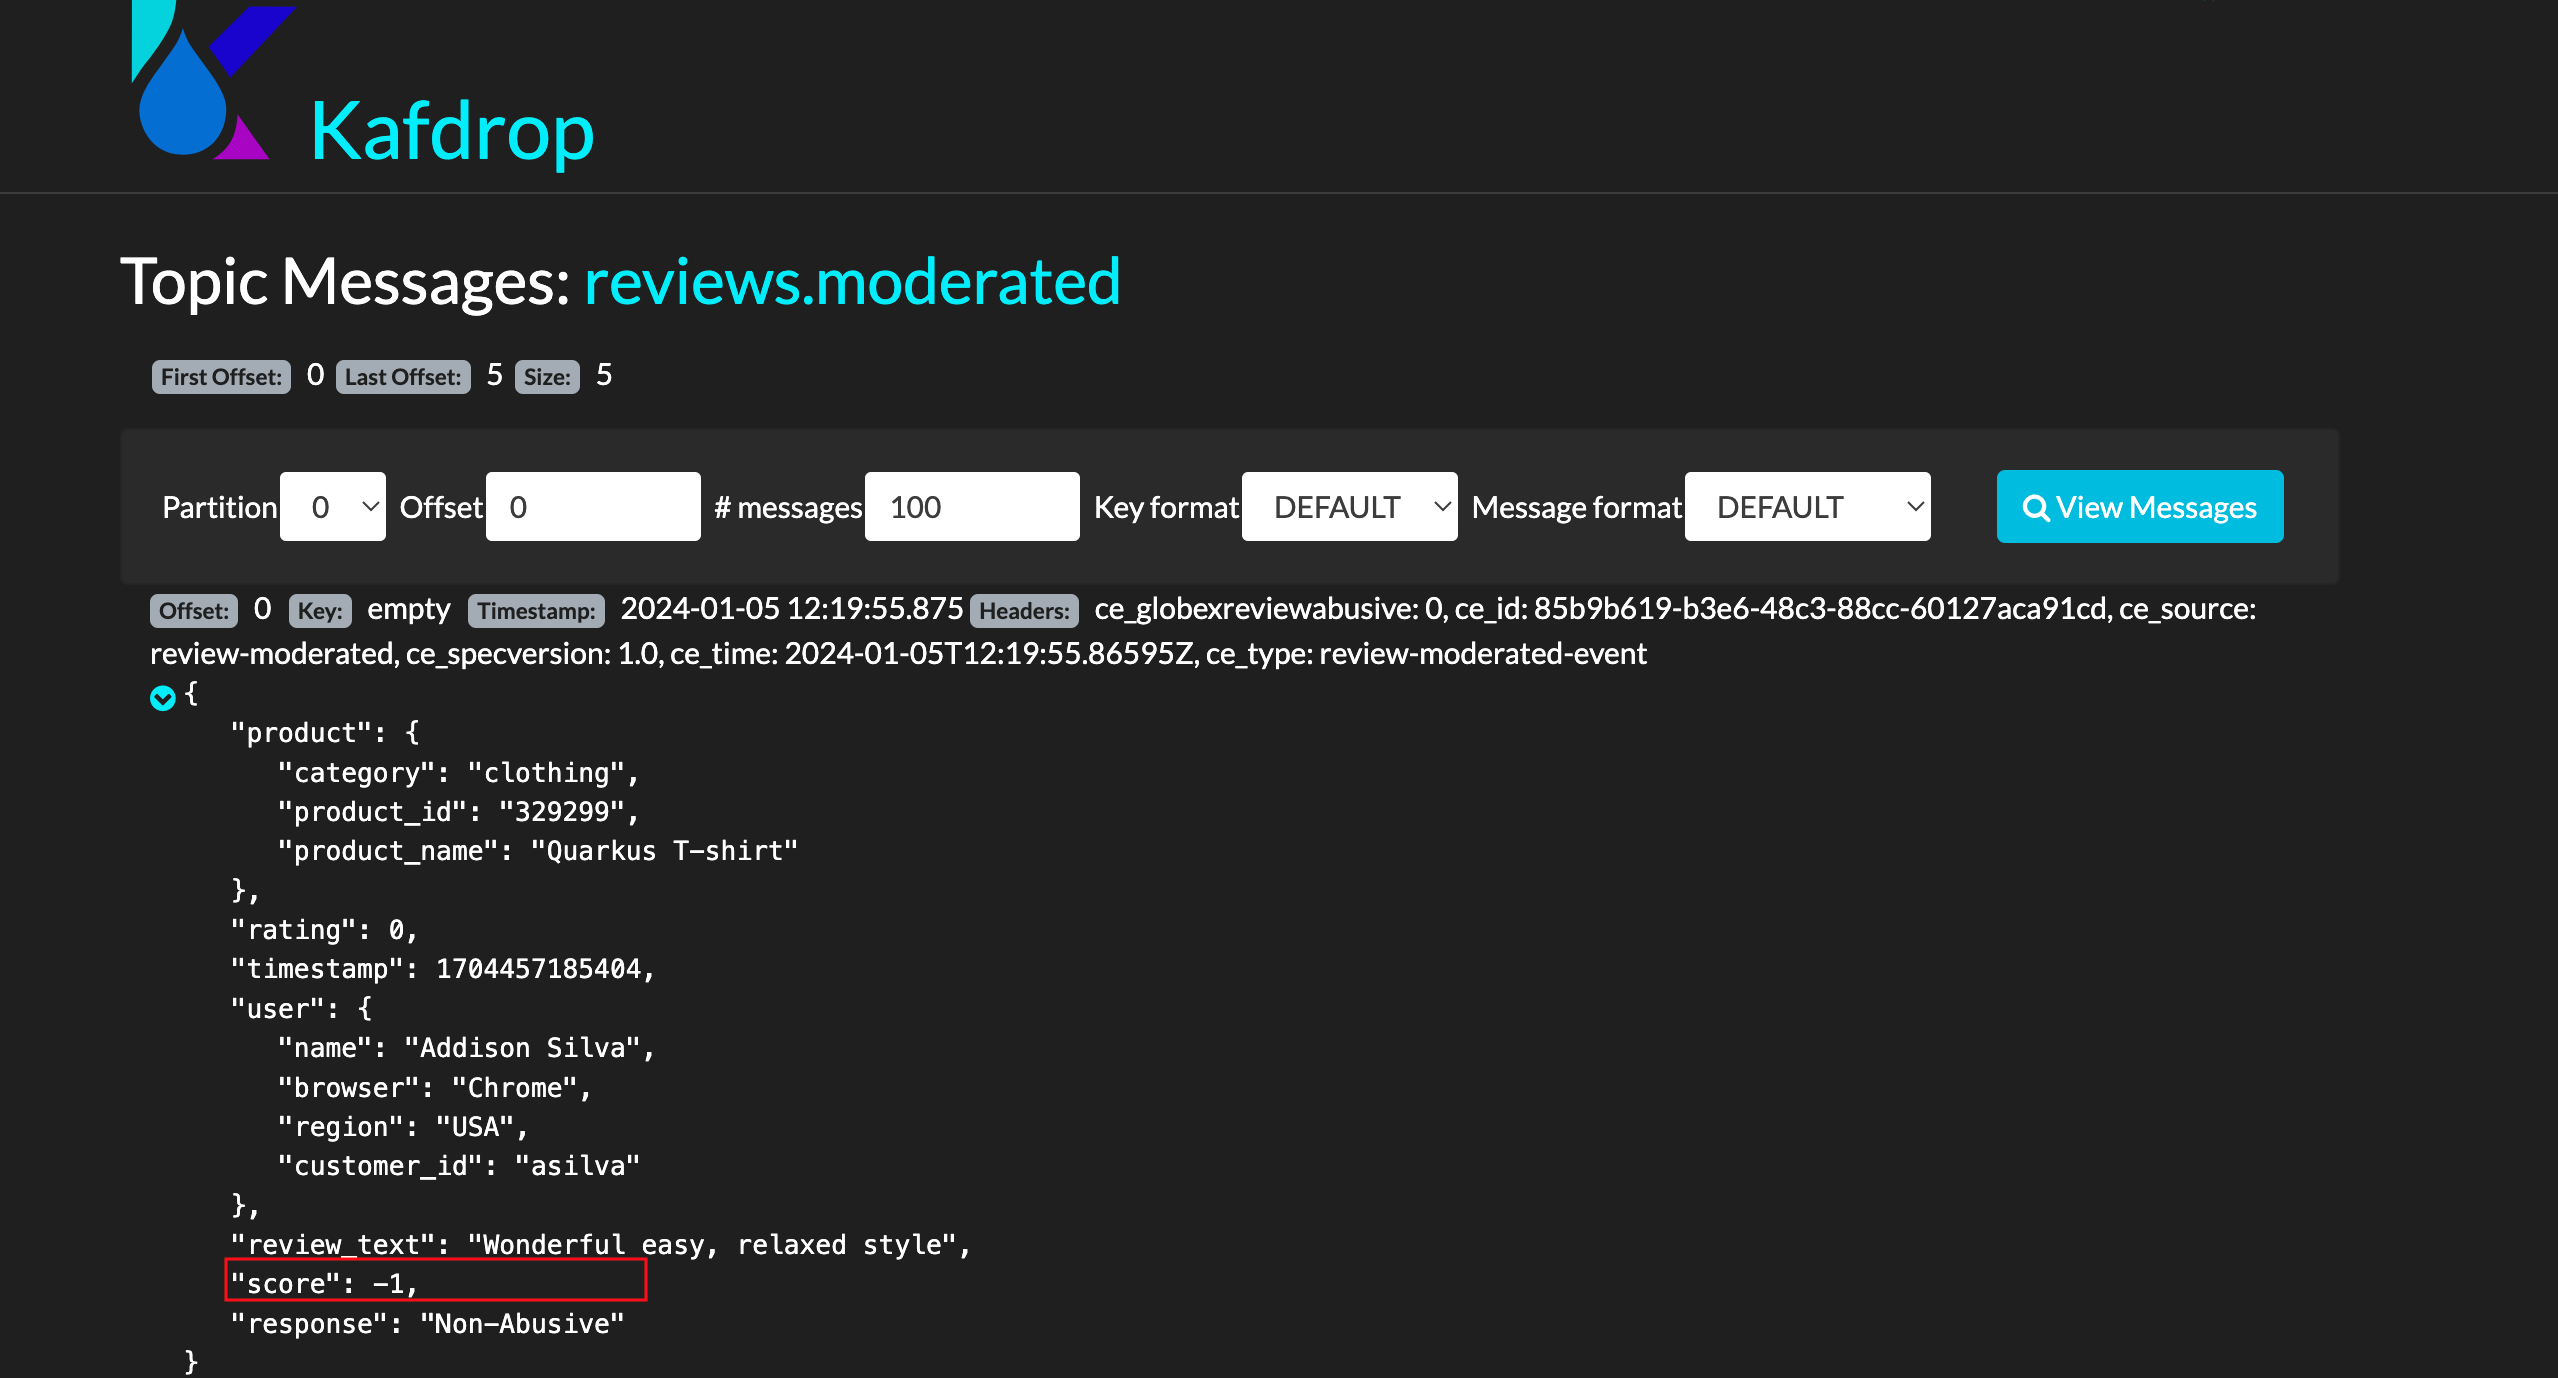 Kafdrop
Topic Messages: reviews.moderated
First Offset: 0 Last Offset: 5 Size: 5
Partition 0 Offset 0 # messages 100 Key format DEFAULT Message format DEFAULT View Messages
Offset: 0 Key: empty Timestamp: 2024-01-05 12:19:55.875 Headers: ce_globexreviewabusive: 0, ce_id: 85b9b619-b3e6-48c3-88cc-60127aca91cd, ce_source:
review-moderated, ce_specversion: 1.0, ce_time: 2024-01-05T12:19:55.86595Z, ce_type: review-moderated-event
{
"product": {
"category": "clothing",
"product_id": "329299",
"product_name": "Quarkus T-shirt"
},
"rating": 0,
"timestamp": 1704457185404,
"user": {
"name": "Addison Silva",
"browser": "Chrome",
"region": "USA",
"customer_id": "asilva"
},
"review_text": "Wonderful easy, relaxed style",
"score": -1,
"response": "Non-Abusive"
}